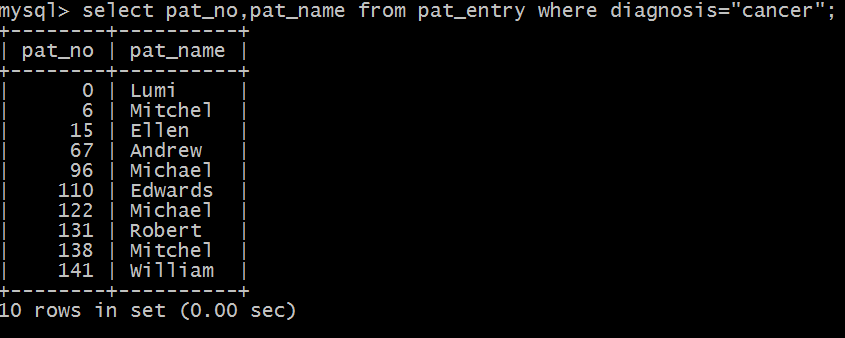 mysql> select pat_no,pat_name from pat_entry where diagnosis="cancer";
+--------+----------+
| pat_no | pat_name |
+--------+----------+
|      0 | Lumi     |
|      6 | Mitchel  |
|     15 | Ellen    |
|     67 | Andrew   |
|     96 | Michael  |
|    110 | Edwards  |
|    122 | Michael  |
|    131 | Robert   |
|    138 | Mitchel  |
|    141 | William  |
+--------+----------+
10 rows in set (0.00 sec)